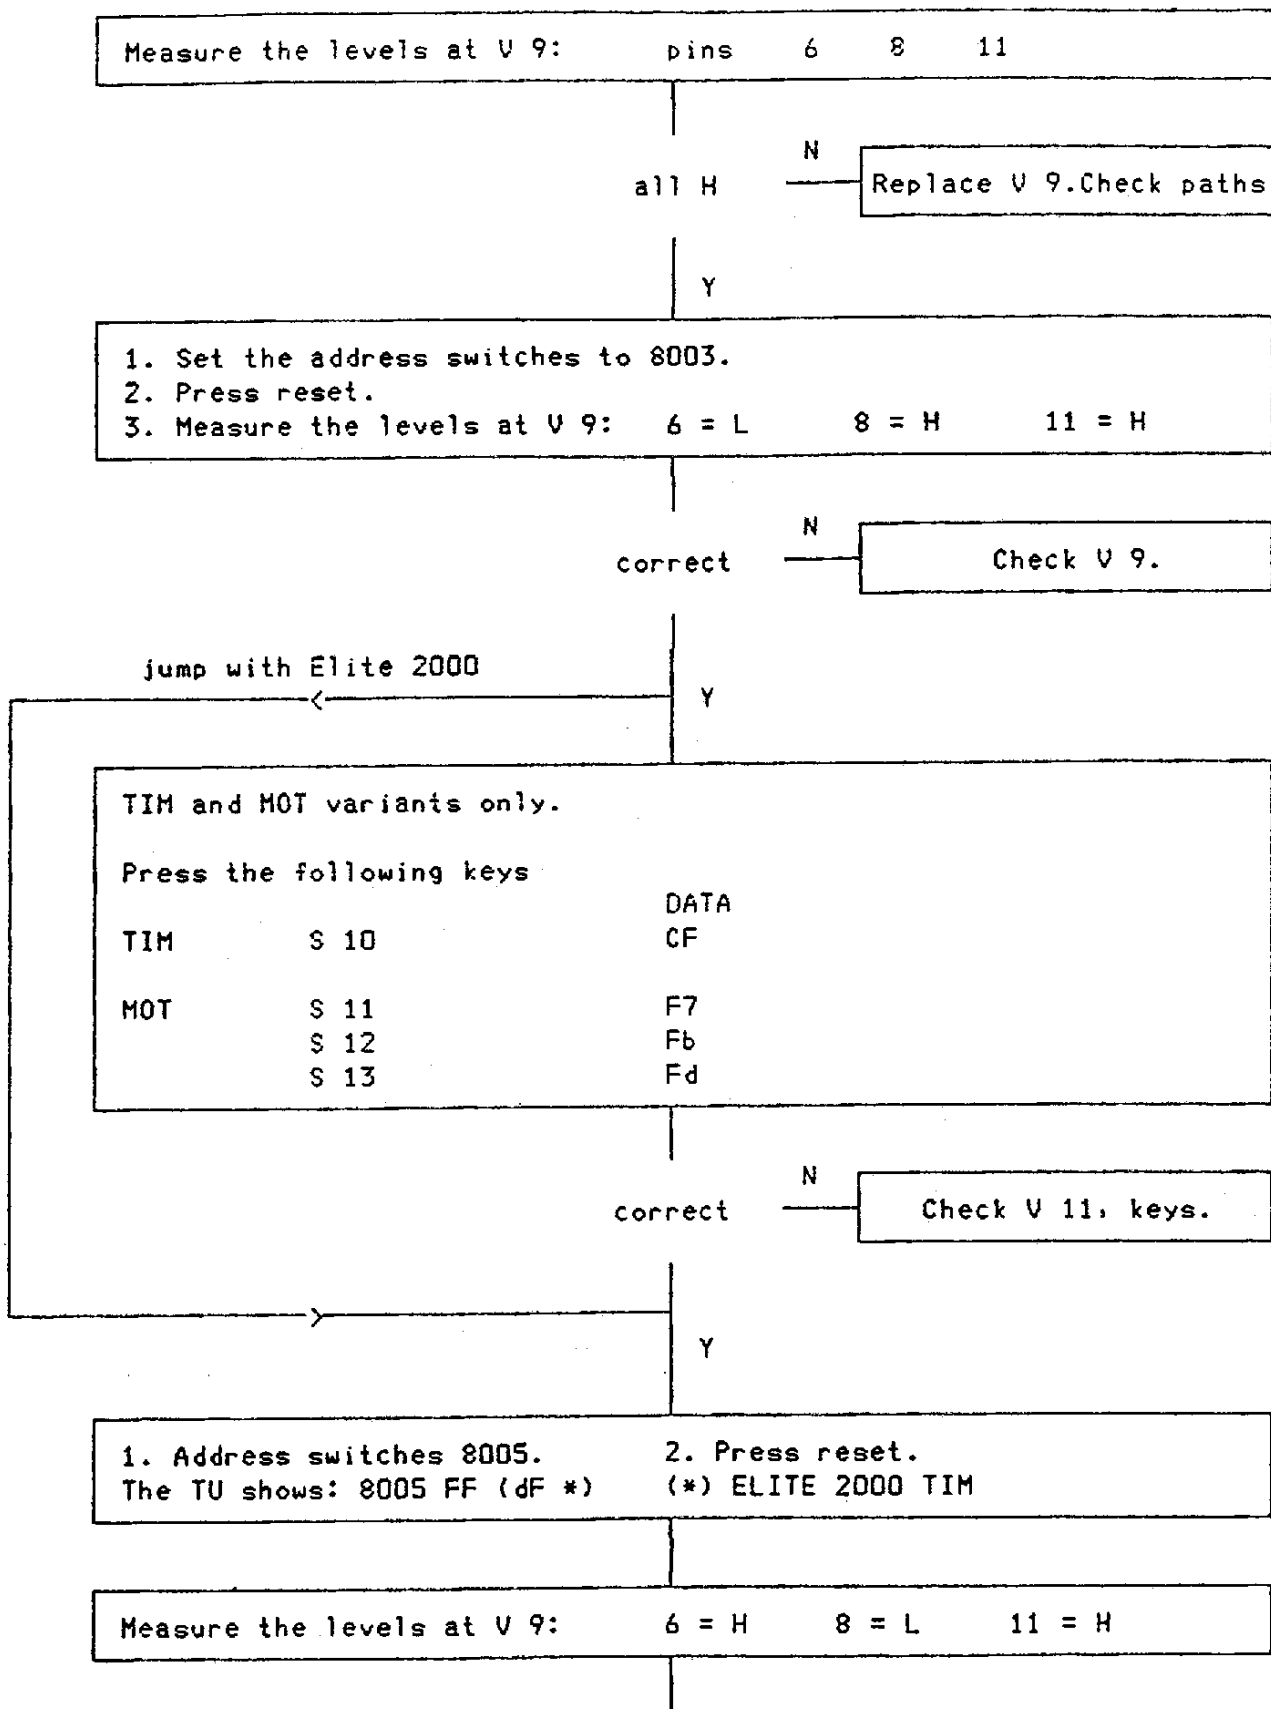 Measure the levels at V 9: pins 6 8 11
N
all H
Replace V 9.Check paths
Y
1. Set the address switches to 8003.
2. Press reset.
3. Measure the levels at V 9: 6 = L 8 = H 11 = H
N
correct
Check V 9.
jump with Elite 2000
Y
TIM and MOT variants only.
Press the following keys
DATA
TIM S 10 CF
MOT S 11 F7
S 12 Fb
S 13 Fd
N
correct
Check V 11, keys.
Y
1. Address switches 8005. 2. Press reset.
The TU shows: 8005 FF (dF *) (*) ELITE 2000 TIM
Measure the levels at V 9: 6 = H 8 = L 11 = H